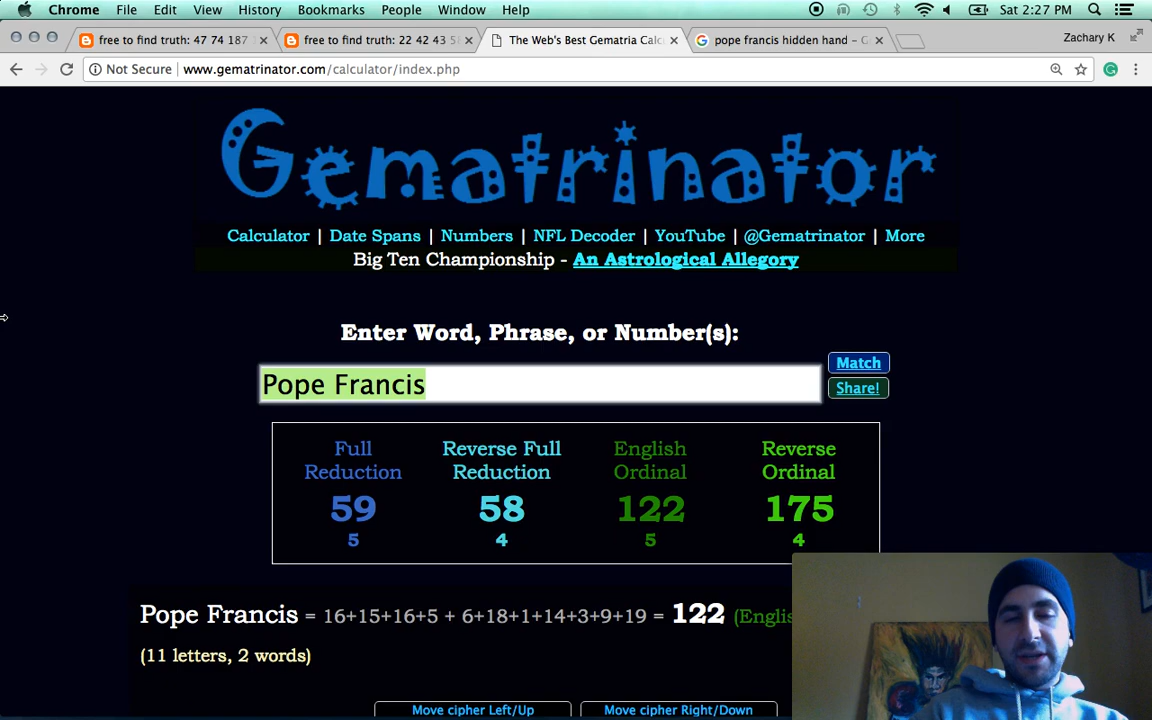 Chrome File Edit View History Bookmarks People Window Help Sat 2:27 PM
free to find truth: 47 74 187 free to find truth: 22 42 43 5 The Web's Best Gematria Calc pope francis hidden hand - G Zachary K
Not Secure www.gematrinator.com/calculator/index.php
Gematrinator
Calculator | Date Spans | Numbers | NFL Decoder | YouTube | @Gematrinator | More
Big Ten Championship - An Astrological Allegory
Enter Word, Phrase, or Number(s):
Match
Pope Francis
Share!
Full Reverse Full English Reverse
Reduction Reduction Ordinal Ordinal
59 58 122 175
5 4 5 4
Pope Francis = 16+15+16+5 + 6+18+1+14+3+9+19 = 122 (Englis
(11 letters, 2 words)
Move cipher Left/Up Move cipher Right/Down